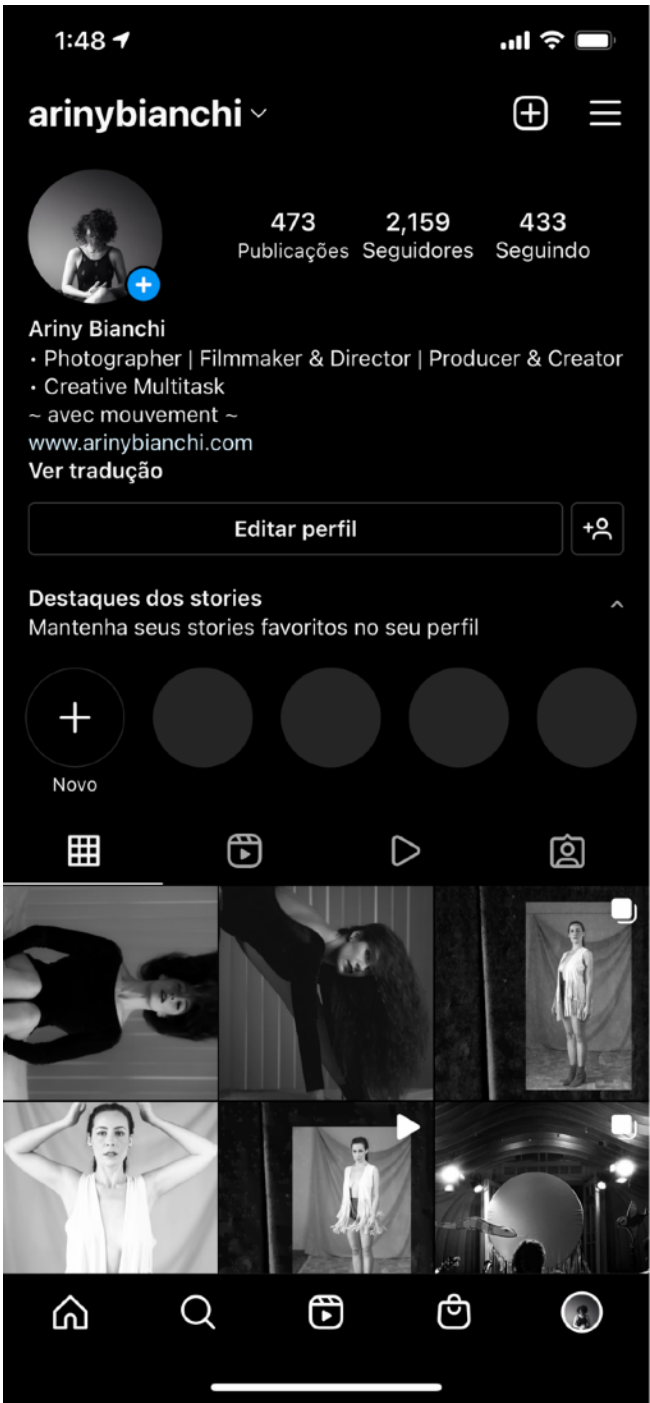 1:48
arinybianchi
473 2,159 433
Publicações Seguidores Seguindo
Ariny Bianchi
• Photographer | Filmmaker & Director | Producer & Creator
• Creative Multitask
~ avec mouvement ~
www.arinybianchi.com
Ver tradução
Editar perfil
Destaques dos stories
Mantenha seus stories favoritos no seu perfil
Novo